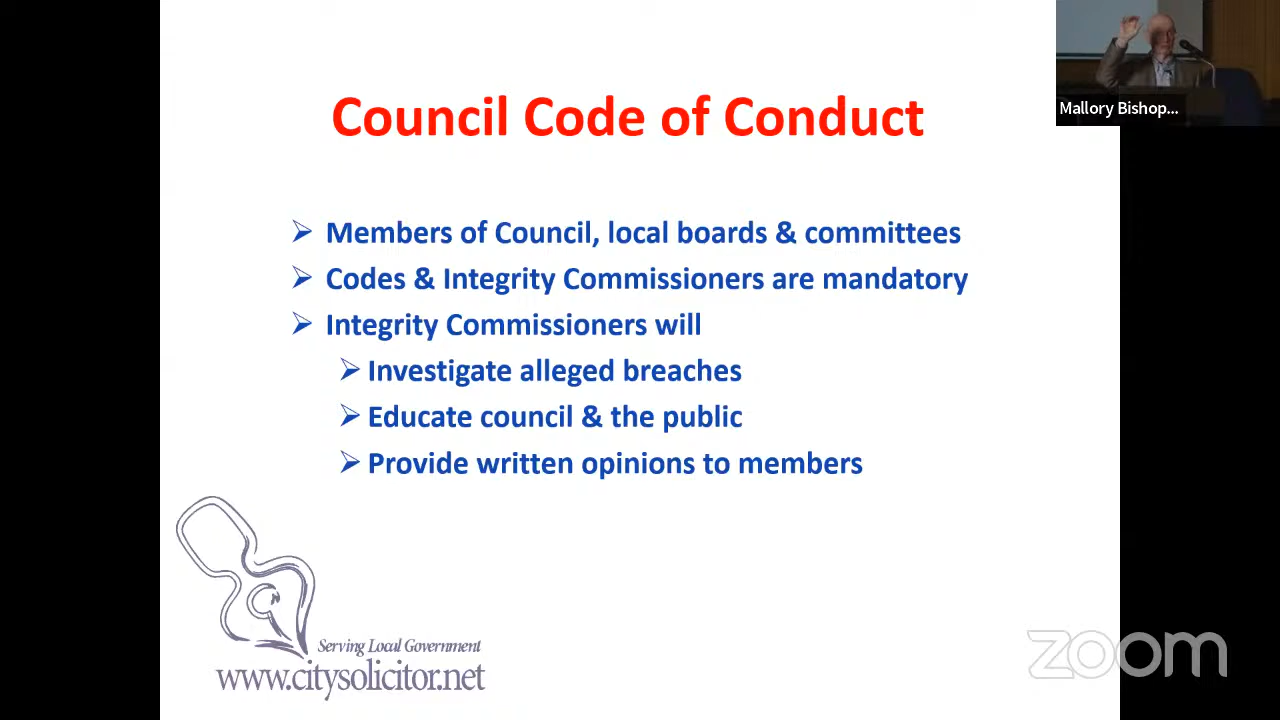 Council Code of Conduct
Mallory Bishop...
Members of Council, local boards & committees
Codes & Integrity Commissioners are mandatory
Integrity Commissioners will
Investigate alleged breaches
Educate council & the public
Provide written opinions to members
Serving Local Government
www.citysolicitor.net
zoom